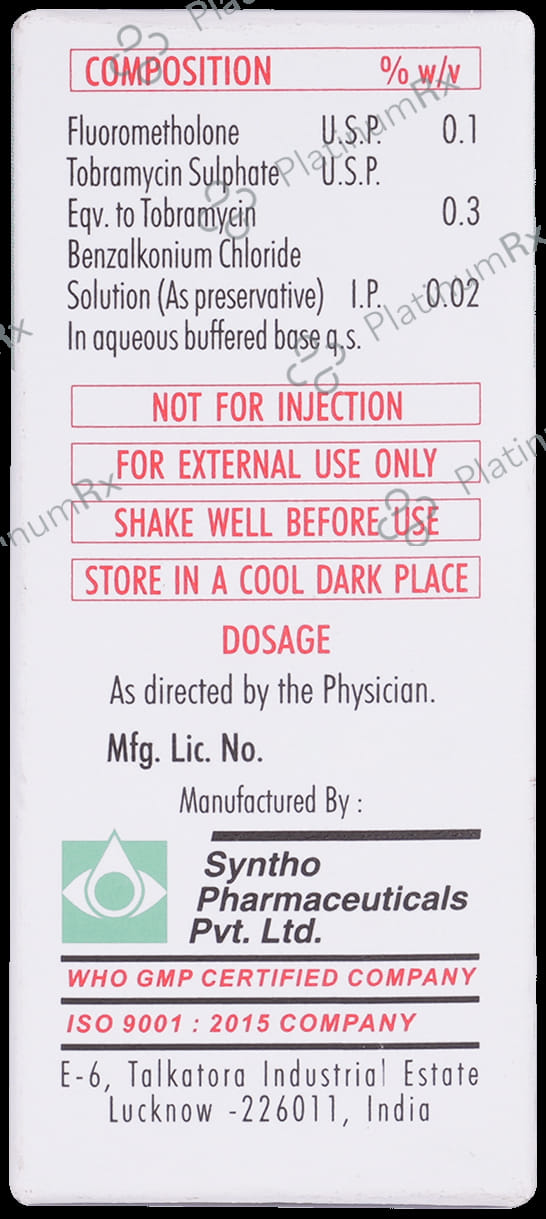 COMPOSITION % w/v
Fluorometholone U.S.P. 0.1
Tobramycin Sulphate U.S.P.
Eqv. to Tobramycin 0.3
Benzalkonium Chloride
Solution (As preservative) I.P. 0.02
In aqueous buffered base q.s.
NOT FOR INJECTION
FOR EXTERNAL USE ONLY
SHAKE WELL BEFORE USE
STORE IN A COOL DARK PLACE
DOSAGE
As directed by the Physician.
Mfg. Lic. No.
Manufactured By :
Syntho
Pharmaceuticals
Pvt. Ltd.
WHO GMP CERTIFIED COMPANY
ISO 9001 : 2015 COMPANY
E-6, Talkatora Industrial Estate
Lucknow -226011, India
PlatinumRx
PlatinumRx